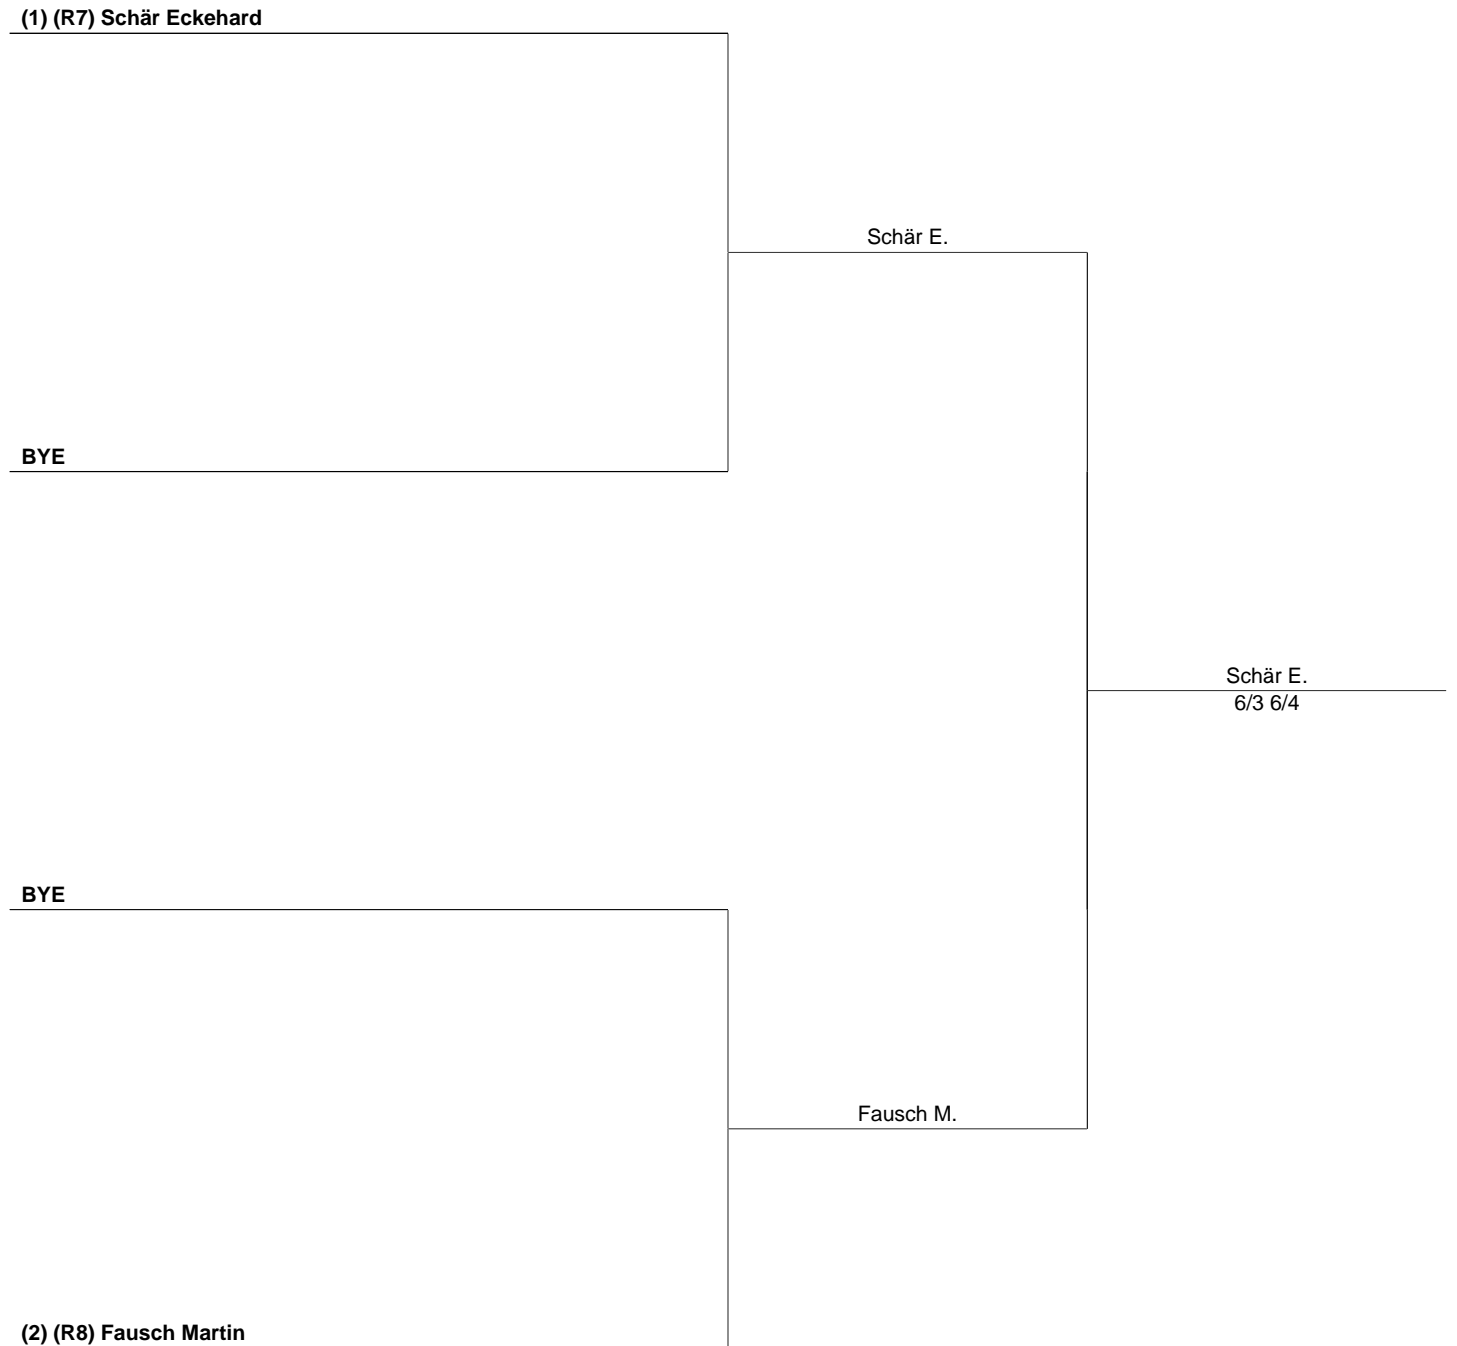 (1) (R7) Schär Eckehard
Schär E.
BYE
Schär E.
6/3 6/4
BYE
Fausch M.
(2) (R8) Fausch Martin